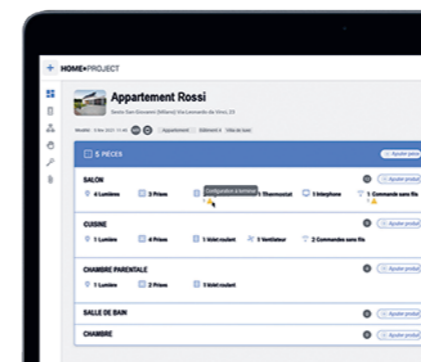 HOME+PROJECT
Appartement Rossi
Sesto San Giovanni (Milano) Via Leonardo da Vinci, 23
Appartement Bâtiment A Villa de luxe
5 PIÈCES
Ajouter pièce
SALON
Ajouter produit
4 Lumières 3 Prises Configuration à terminer 1 Thermostat 1 Interphone 1 Commande sans fils
CUISINE
Ajouter produit
1 Lumière 4 Prises 1 Volet roulant 1 Ventilateur 2 Commandes sans fils
CHAMBRE PARENTALE
Ajouter produit
1 Lumière 2 Prises 1 Volet roulant
SALLE DE BAIN
Ajouter produit
CHAMBRE
Ajouter produit